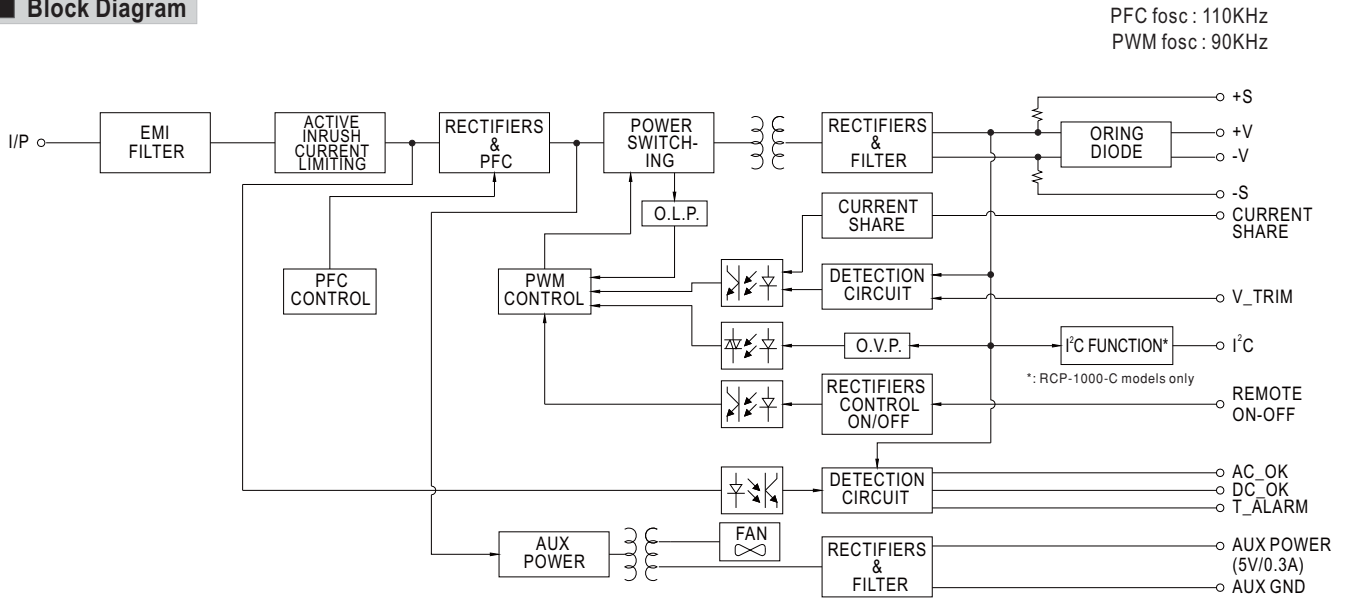 Block Diagram
PFC fosc : 110KHz
PWM fosc : 90KHz
I/P
EMI
FILTER
ACTIVE
INRUSH
CURRENT
LIMITING
RECTIFIERS
&
PFC
POWER
SWITCH-
ING
RECTIFIERS
&
FILTER
ORING
DIODE
+S
+V
-V
-S
O.L.P.
CURRENT
SHARE
CURRENT
SHARE
PFC
CONTROL
PWM
CONTROL
DETECTION
CIRCUIT
V_TRIM
O.V.P.
I²C FUNCTION*
I²C
*: RCP-1000-C models only
RECTIFIERS
CONTROL
ON/OFF
REMOTE
ON-OFF
DETECTION
CIRCUIT
AC_OK
DC_OK
T_ALARM
AUX
POWER
FAN
RECTIFIERS
&
FILTER
AUX POWER
(5V/0.3A)
AUX GND